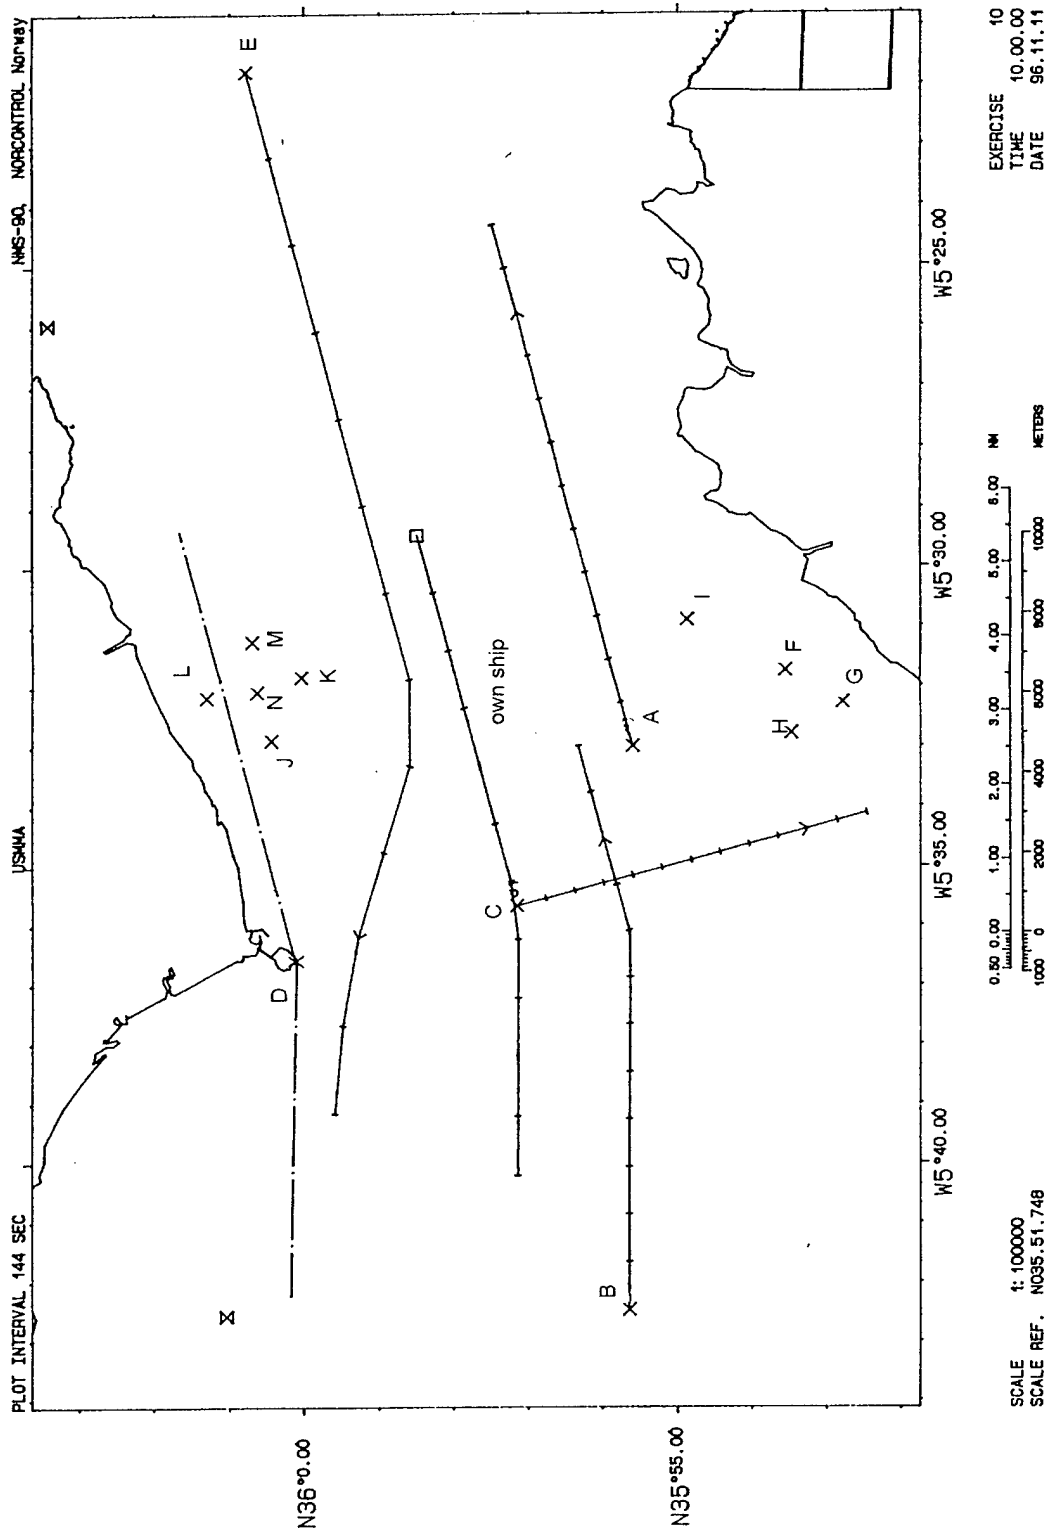 PLOT INTERVAL 144 SEC
USMMA
NMS-90, NORCONTROL Norway
E
L
M
N
K
J
D
own ship
C
A
B
I
F
G
H
N36°0.00
N35°55.00
W5°40.00
W5°35.00
W5°30.00
W5°25.00
SCALE 1:100000
SCALE REF. N035.51.748
0.50 0.00 1.00 2.00 3.00 4.00 5.00 6.00 NM
1000 0 2000 4000 6000 8000 10000 METERS
EXERCISE 10
TIME 10.00.00
DATE 96.11.11